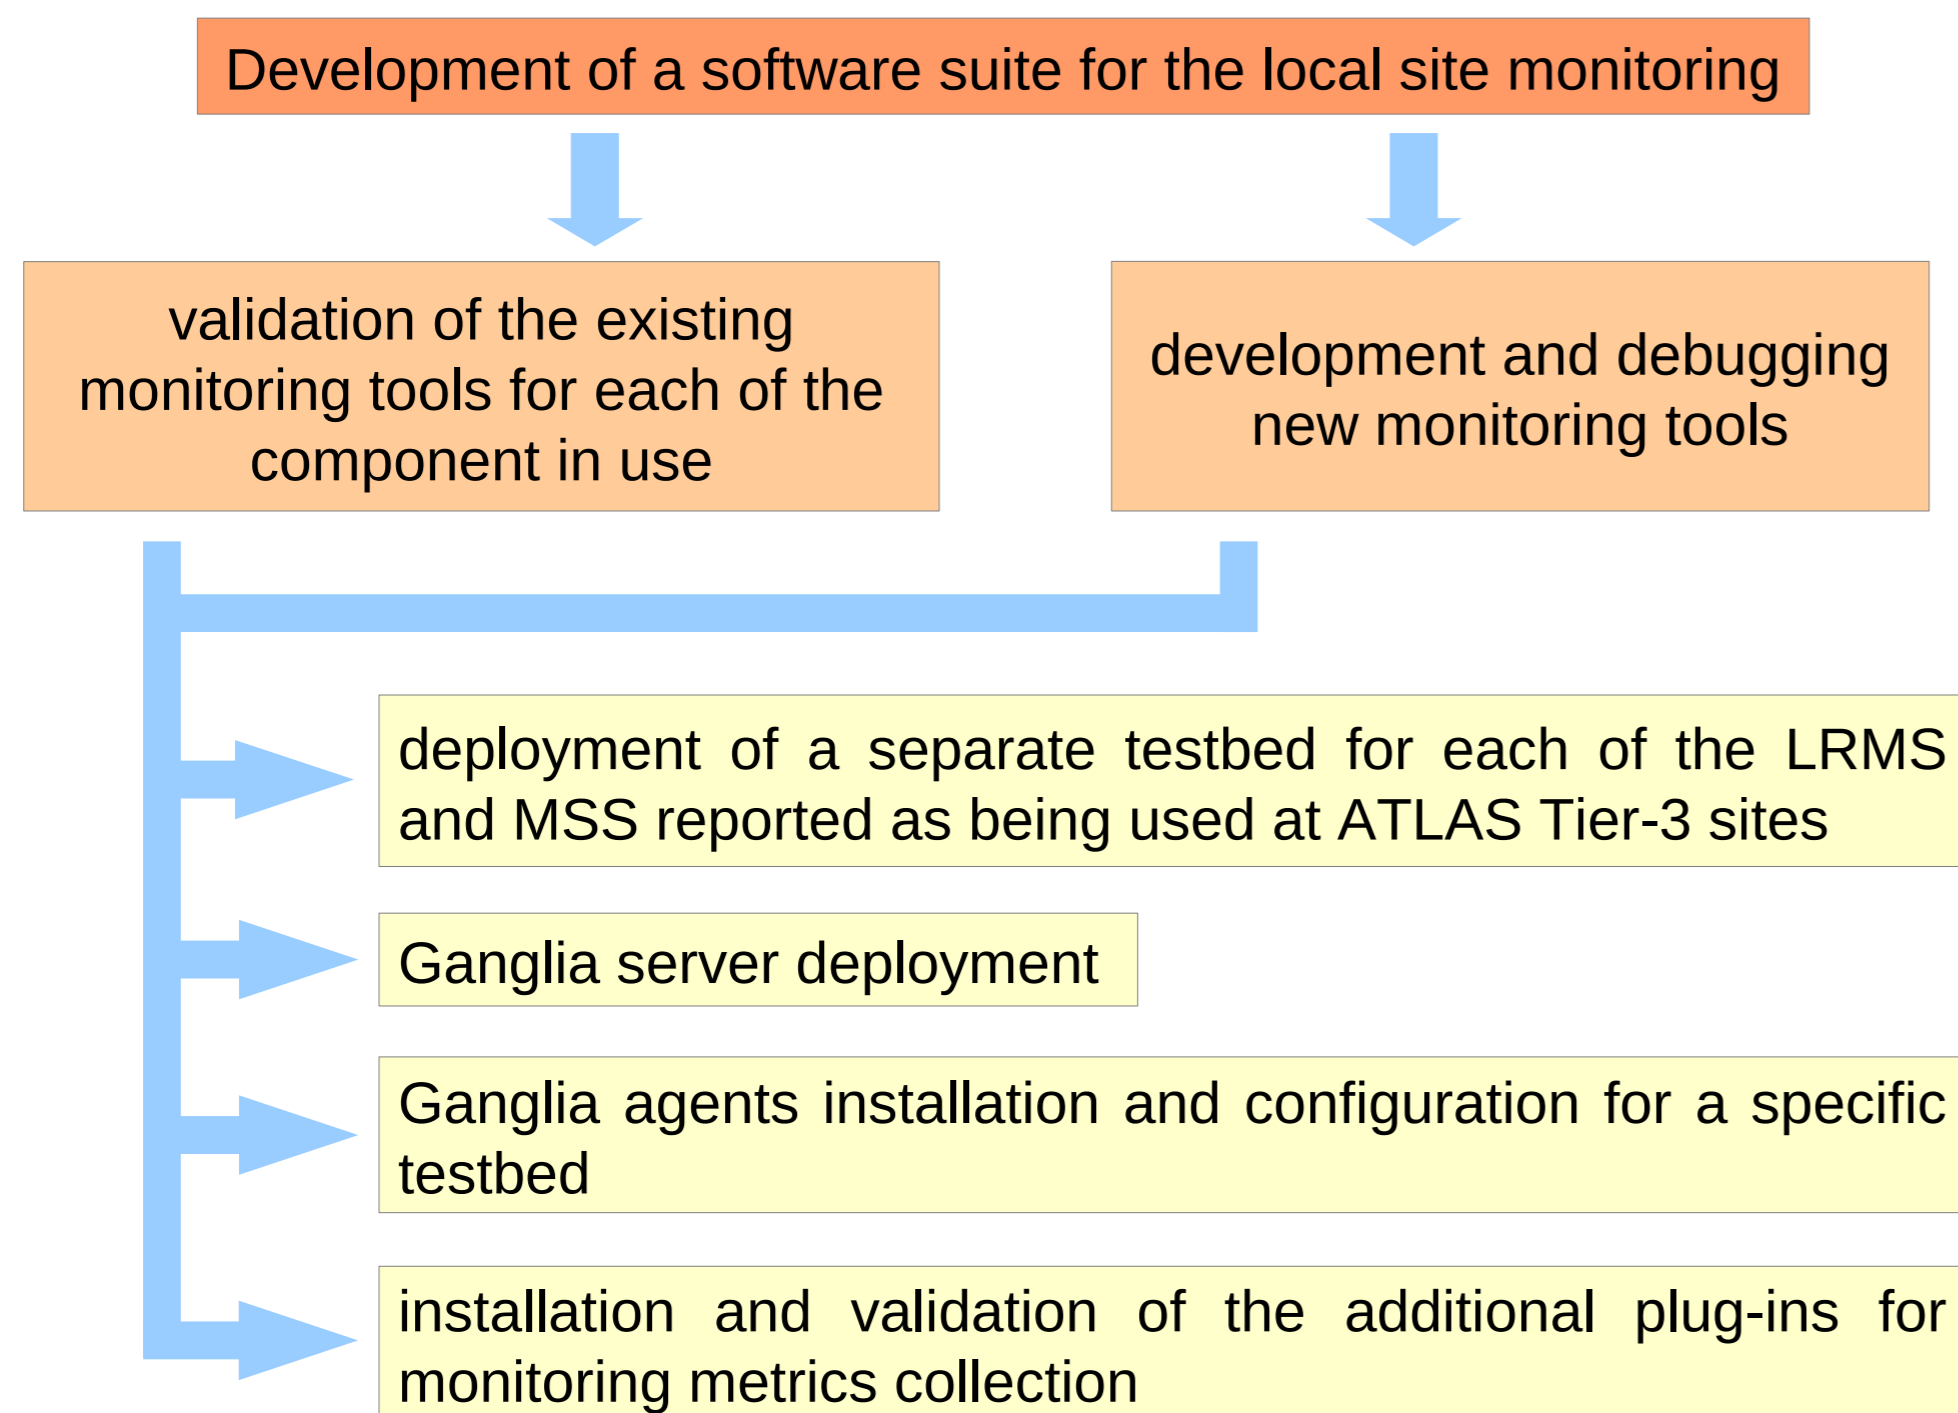 Development of a software suite for the local site monitoring
validation of the existing
monitoring tools for each of the
component in use
development and debugging
new monitoring tools
deployment of a separate testbed for each of the LRMS
and MSS reported as being used at ATLAS Tier-3 sites
Ganglia server deployment
Ganglia agents installation and configuration for a specific
testbed
installation and validation of the additional plug-ins for
monitoring metrics collection